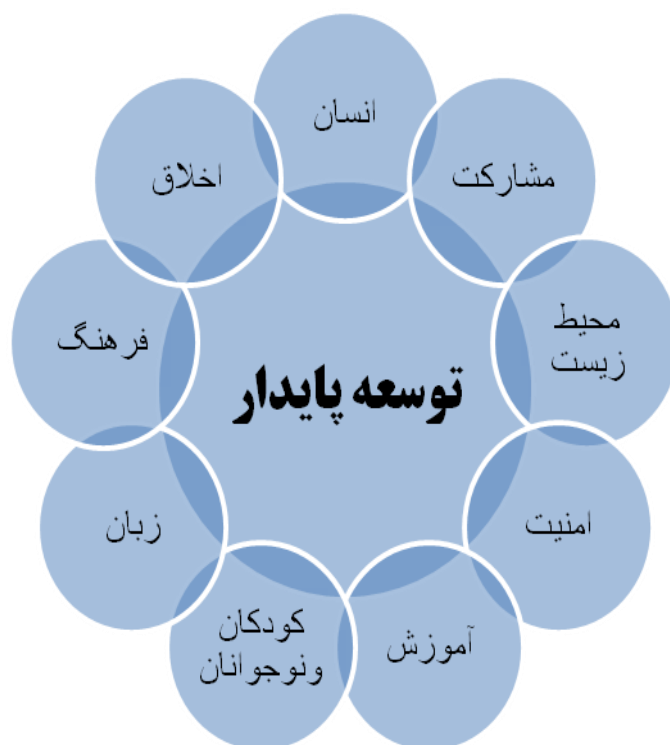 انسان
مشارکت
محیط
زیست
امنیت
آموزش
کودکان
ونوجوانان
زبان
فرهنگ
اخلاق
توسعه پایدار